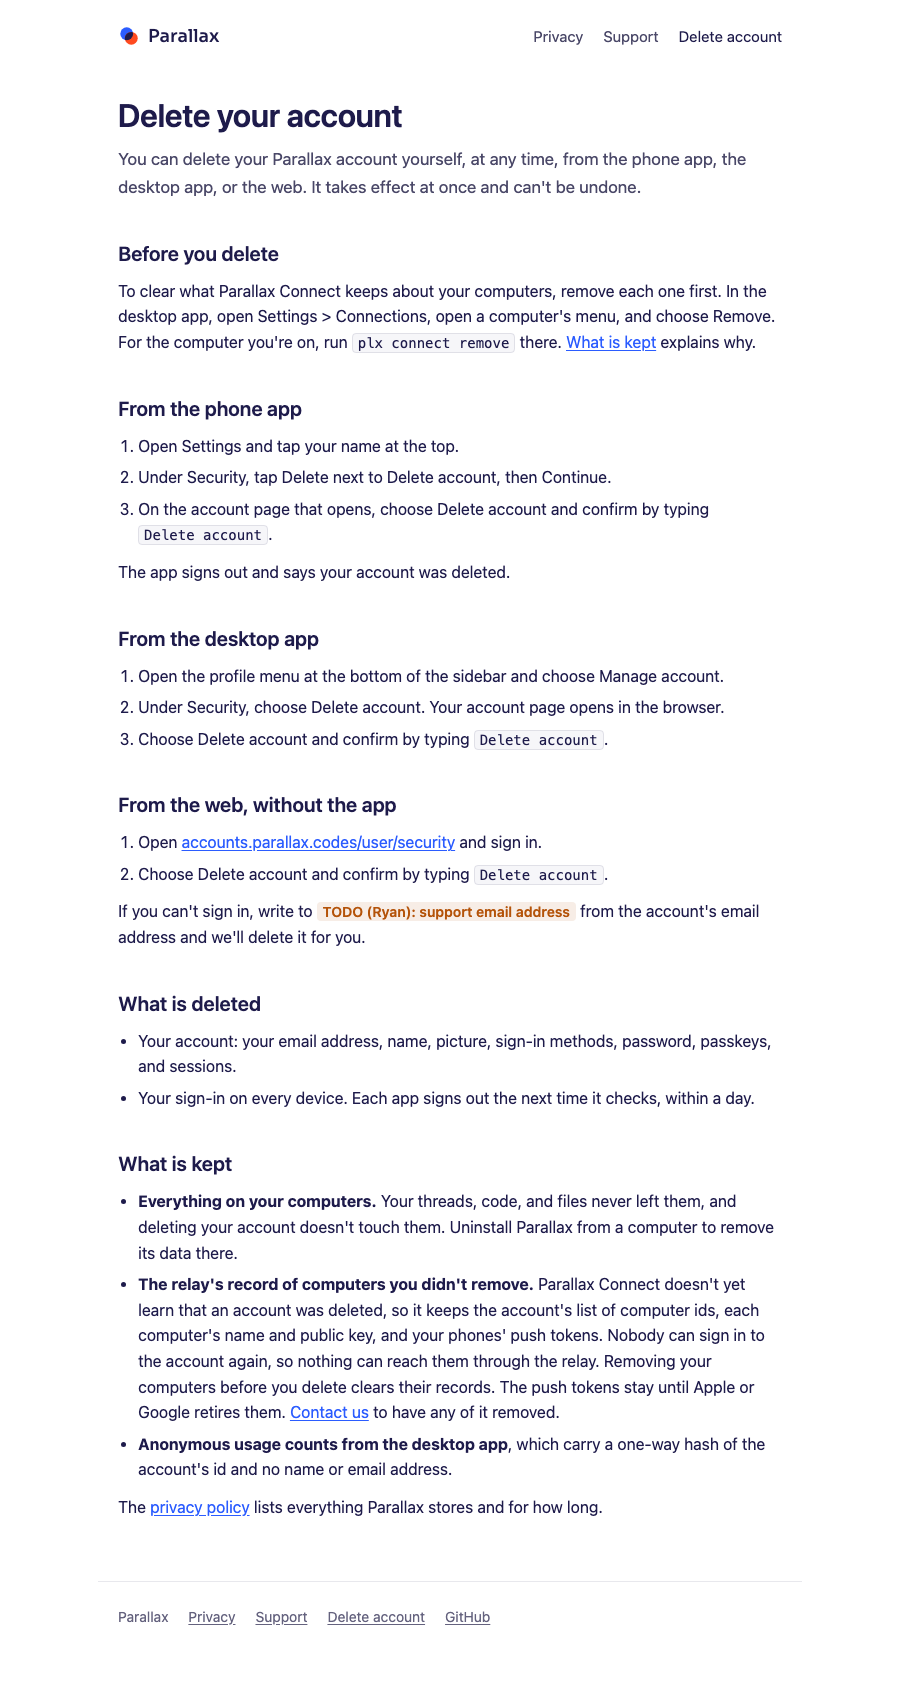 Parallax
Privacy Support Delete account
Delete your account
You can delete your Parallax account yourself, at any time, from the phone app, the
desktop app, or the web. It takes effect at once and can't be undone.
Before you delete
To clear what Parallax Connect keeps about your computers, remove each one first. In the
desktop app, open Settings > Connections, open a computer's menu, and choose Remove.
For the computer you're on, run plx connect remove there. What is kept explains why.
From the phone app
1. Open Settings and tap your name at the top.
2. Under Security, tap Delete next to Delete account, then Continue.
3. On the account page that opens, choose Delete account and confirm by typing
Delete account.
The app signs out and says your account was deleted.
From the desktop app
1. Open the profile menu at the bottom of the sidebar and choose Manage account.
2. Under Security, choose Delete account. Your account page opens in the browser.
3. Choose Delete account and confirm by typing Delete account.
From the web, without the app
1. Open accounts.parallax.codes/user/security and sign in.
2. Choose Delete account and confirm by typing Delete account.
If you can't sign in, write to TODO (Ryan): support email address from the account's email
address and we'll delete it for you.
What is deleted
• Your account: your email address, name, picture, sign-in methods, password, passkeys,
and sessions.
• Your sign-in on every device. Each app signs out the next time it checks, within a day.
What is kept
• Everything on your computers. Your threads, code, and files never left them, and
deleting your account doesn't touch them. Uninstall Parallax from a computer to remove
its data there.
• The relay's record of computers you didn't remove. Parallax Connect doesn't yet
learn that an account was deleted, so it keeps the account's list of computer ids, each
computer's name and public key, and your phones' push tokens. Nobody can sign in to
the account again, so nothing can reach them through the relay. Removing your
computers before you delete clears their records. The push tokens stay until Apple or
Google retires them. Contact us to have any of it removed.
• Anonymous usage counts from the desktop app, which carry a one-way hash of the
account's id and no name or email address.
The privacy policy lists everything Parallax stores and for how long.
Parallax Privacy Support Delete account GitHub